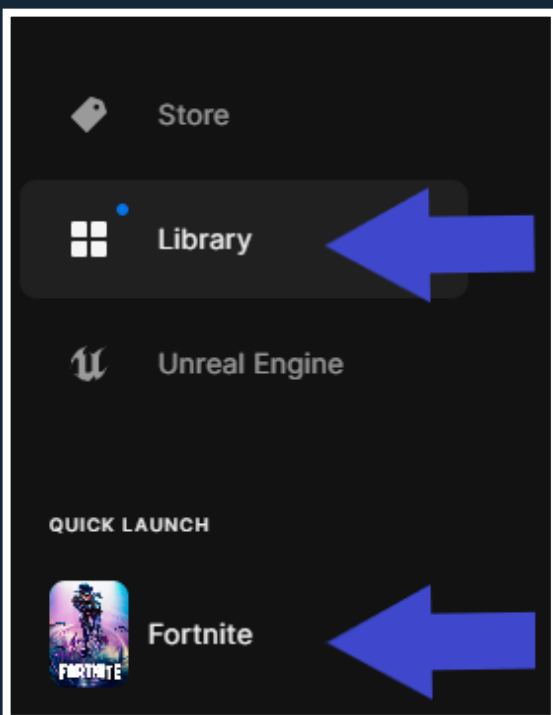 Store
Library
Unreal Engine
QUICK LAUNCH
Fortnite
FORTNITE